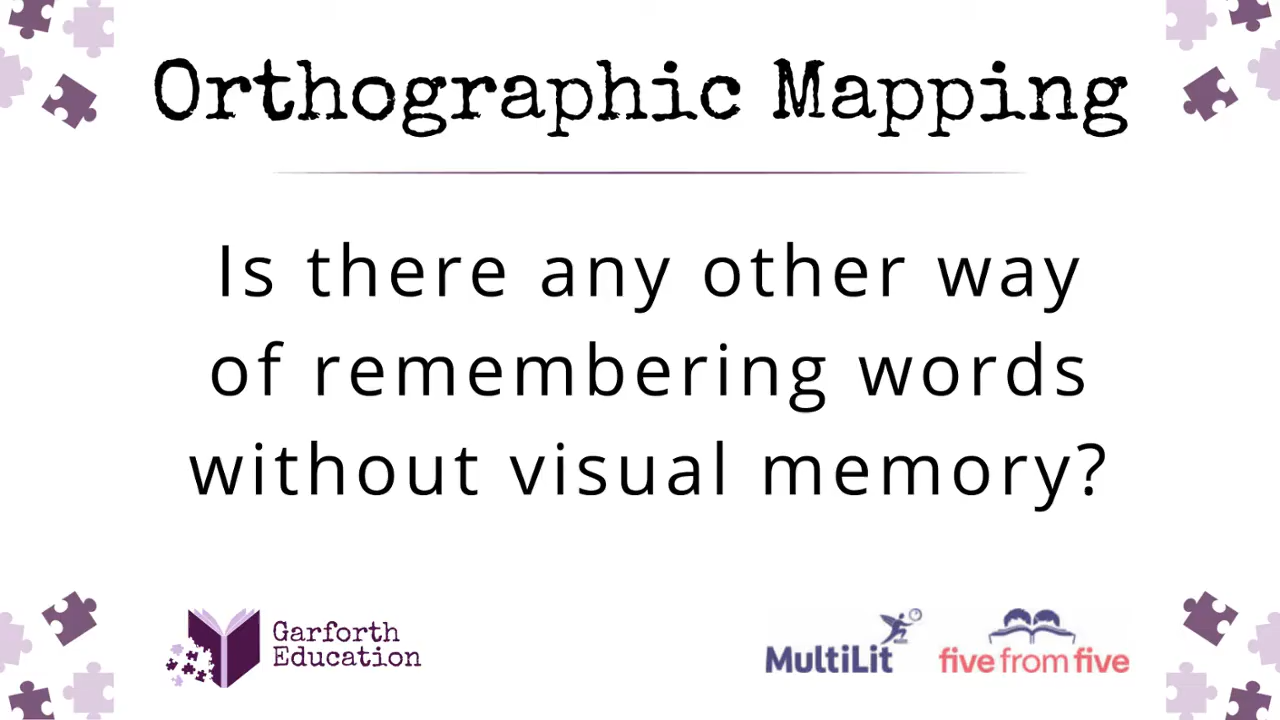 Orthographic Mapping
Is there any other way
of remembering words
without visual memory?
Garforth
Education
MultiLit
five from five